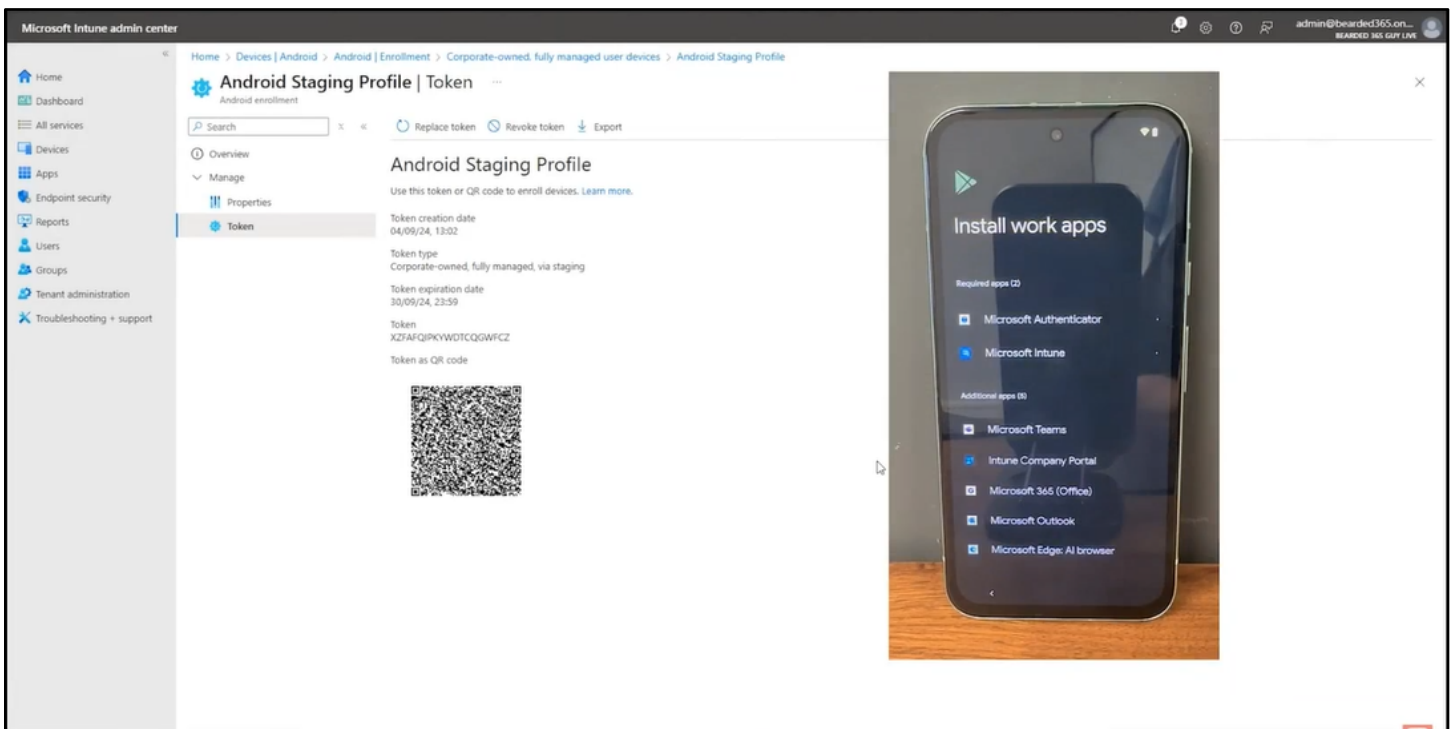 Microsoft Intune admin center
admin@bearded365.on...
BEARDED 365 GUY LIVE
Home > Devices | Android > Android | Enrollment > Corporate-owned, fully managed user devices > Android Staging Profile
Android Staging Profile | Token ...
Android enrollment
Home
Dashboard
All services
Devices
Apps
Endpoint security
Reports
Users
Groups
Tenant administration
Troubleshooting + support
Search
Overview
Manage
Properties
Token
Replace token
Revoke token
Export
Android Staging Profile
Use this token or QR code to enroll devices. Learn more.
Token creation date
04/09/24, 13:02
Token type
Corporate-owned, fully managed, via staging
Token expiration date
30/09/24, 23:59
Token
XZFAFQIPKYWDTCQGWFCZ
Token as QR code
Install work apps
Required apps (2)
Microsoft Authenticator
Microsoft Intune
Additional apps (5)
Microsoft Teams
Intune Company Portal
Microsoft 365 (Office)
Microsoft Outlook
Microsoft Edge: AI browser